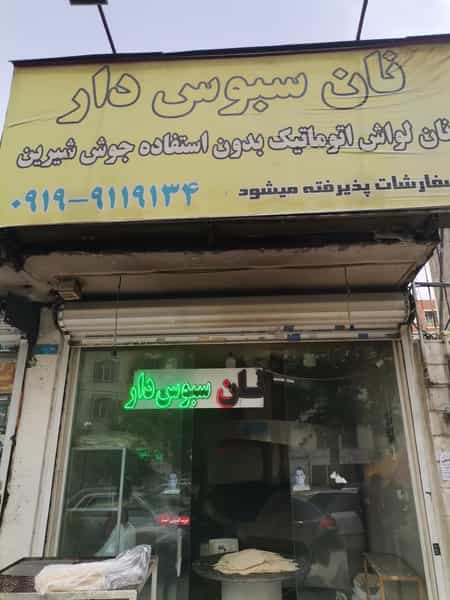 نان سبوس دار
نان لواش اتوماتیک بدون استفاده جوش شیرین
سفارشات پذیرفته میشود
۰۹۱۹-۹۱۱۹۱۳۴
نان سبوس دار